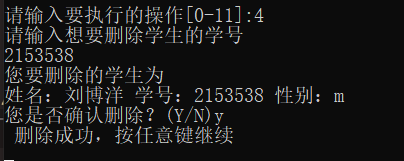 请输入要执行的操作[0-11]:4
请输入想要删除学生的学号
2153538
您要删除的学生为
姓名：刘博洋 学号：2153538 性别：m
您是否确认删除？(Y/N)y
删除成功，按任意键继续